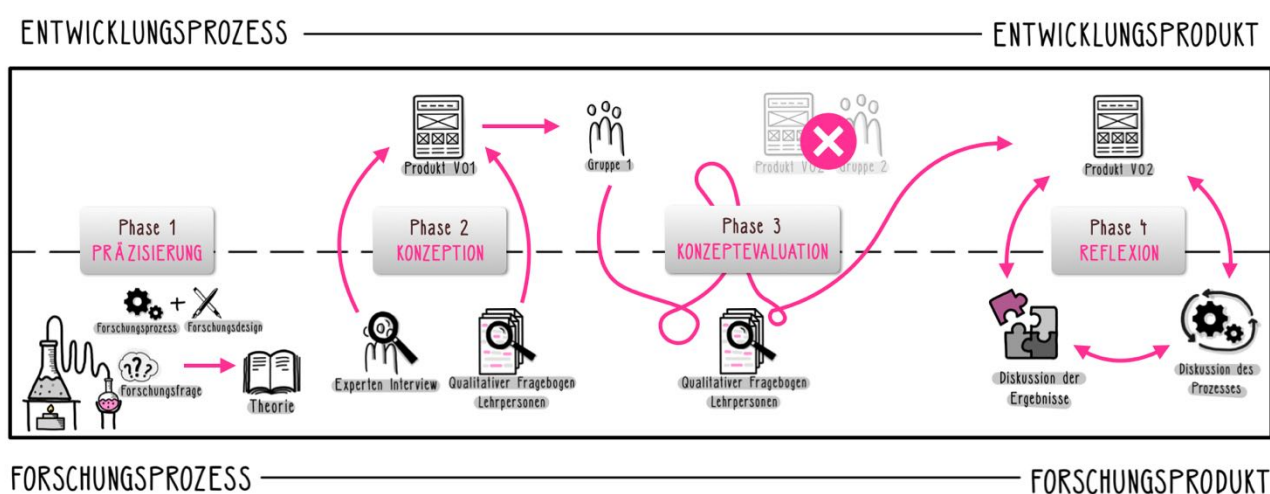 ENTWICKLUNGSPROZESS
ENTWICKLUNGSPRODUKT
Produkt V01
Gruppe 1
Produkt V02
Gruppe 2
Produkt V02
Phase 1
PRÄZISIERUNG
Phase 2
KONZEPTION
Phase 3
KONZEPTEVALUATION
Phase 4
REFLEXION
Forschungsprozess
+
Forschungsdesign
???
Forschungsfrage
Theorie
Experten Interview
Qualitativer Fragebogen
Lehrpersonen
Qualitativer Fragebogen
Lehrpersonen
Diskussion der
Ergebnisse
Diskussion des
Prozesses
FORSCHUNGSPROZESS
FORSCHUNGSPRODUKT